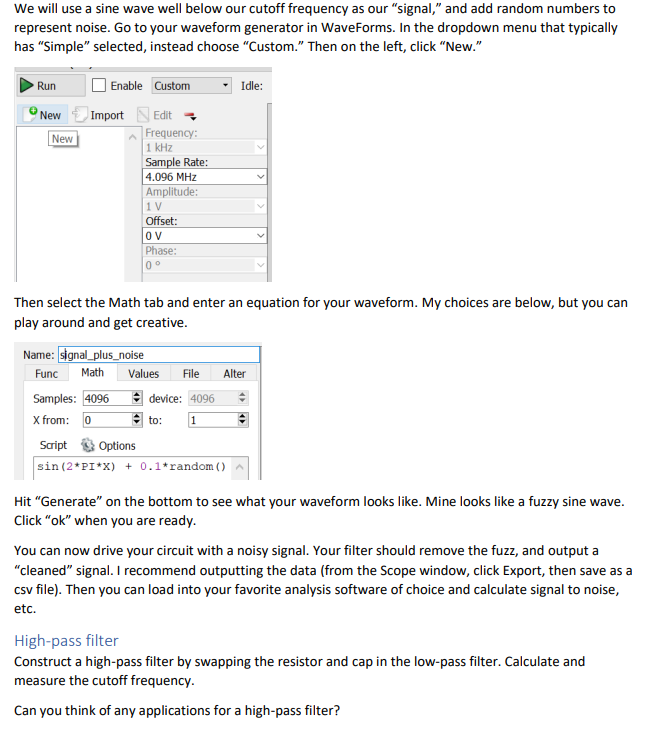 We will use a sine wave well below our cutoff frequency as our “signal,” and add random numbers to
represent noise. Go to your waveform generator in WaveForms. In the dropdown menu that typically
has “Simple” selected, instead choose “Custom.” Then on the left, click “New.”
Run Enable Custom Idle:
New Import Edit
New
Frequency:
1 kHz
Sample Rate:
4.096 MHz
Amplitude:
1 V
Offset:
0 V
Phase:
0 °
Then select the Math tab and enter an equation for your waveform. My choices are below, but you can
play around and get creative.
Name: signal_plus_noise
Func Math Values File Alter
Samples: 4096 device: 4096
X from: 0 to: 1
Script Options
sin(2*PI*X) + 0.1*random()
Hit “Generate” on the bottom to see what your waveform looks like. Mine looks like a fuzzy sine wave.
Click “ok” when you are ready.
You can now drive your circuit with a noisy signal. Your filter should remove the fuzz, and output a
“cleaned” signal. I recommend outputting the data (from the Scope window, click Export, then save as a
csv file). Then you can load into your favorite analysis software of choice and calculate signal to noise,
etc.
High-pass filter
Construct a high-pass filter by swapping the resistor and cap in the low-pass filter. Calculate and
measure the cutoff frequency.
Can you think of any applications for a high-pass filter?